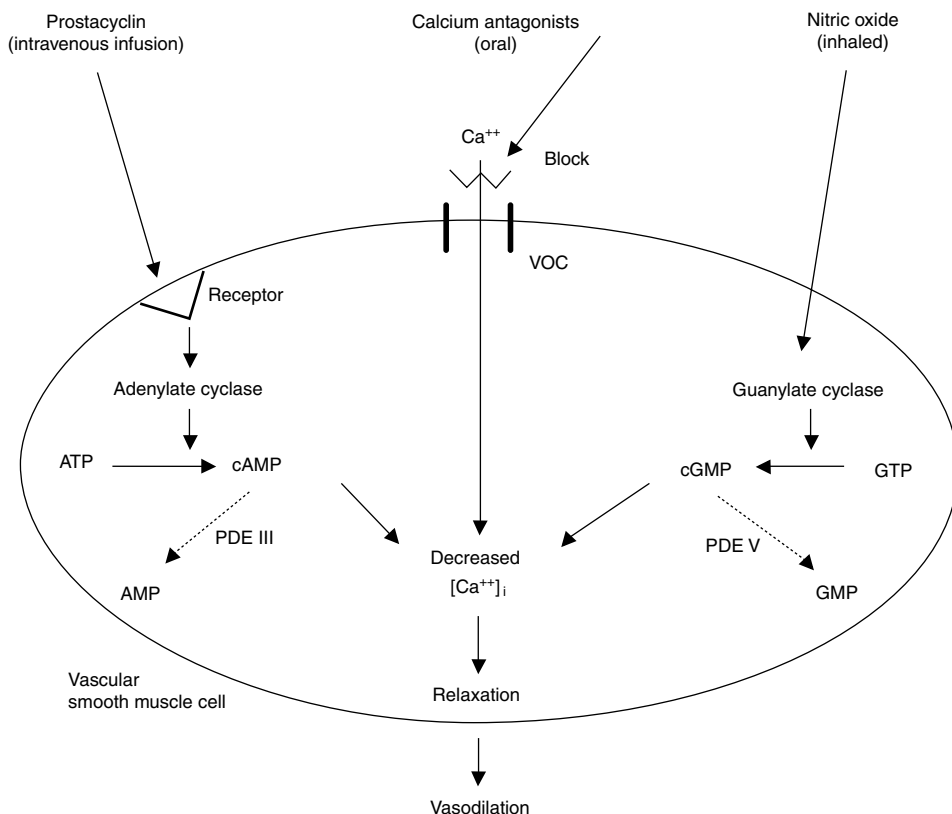 Prostacyclin
(intravenous infusion)
Calcium antagonists
(oral)
Nitric oxide
(inhaled)
Ca++
Block
VOC
Receptor
Adenylate cyclase
Guanylate cyclase
ATP
cAMP
cGMP
GTP
PDE III
PDE V
Decreased
[Ca++]i
AMP
GMP
Vascular
smooth muscle cell
Relaxation
Vasodilation